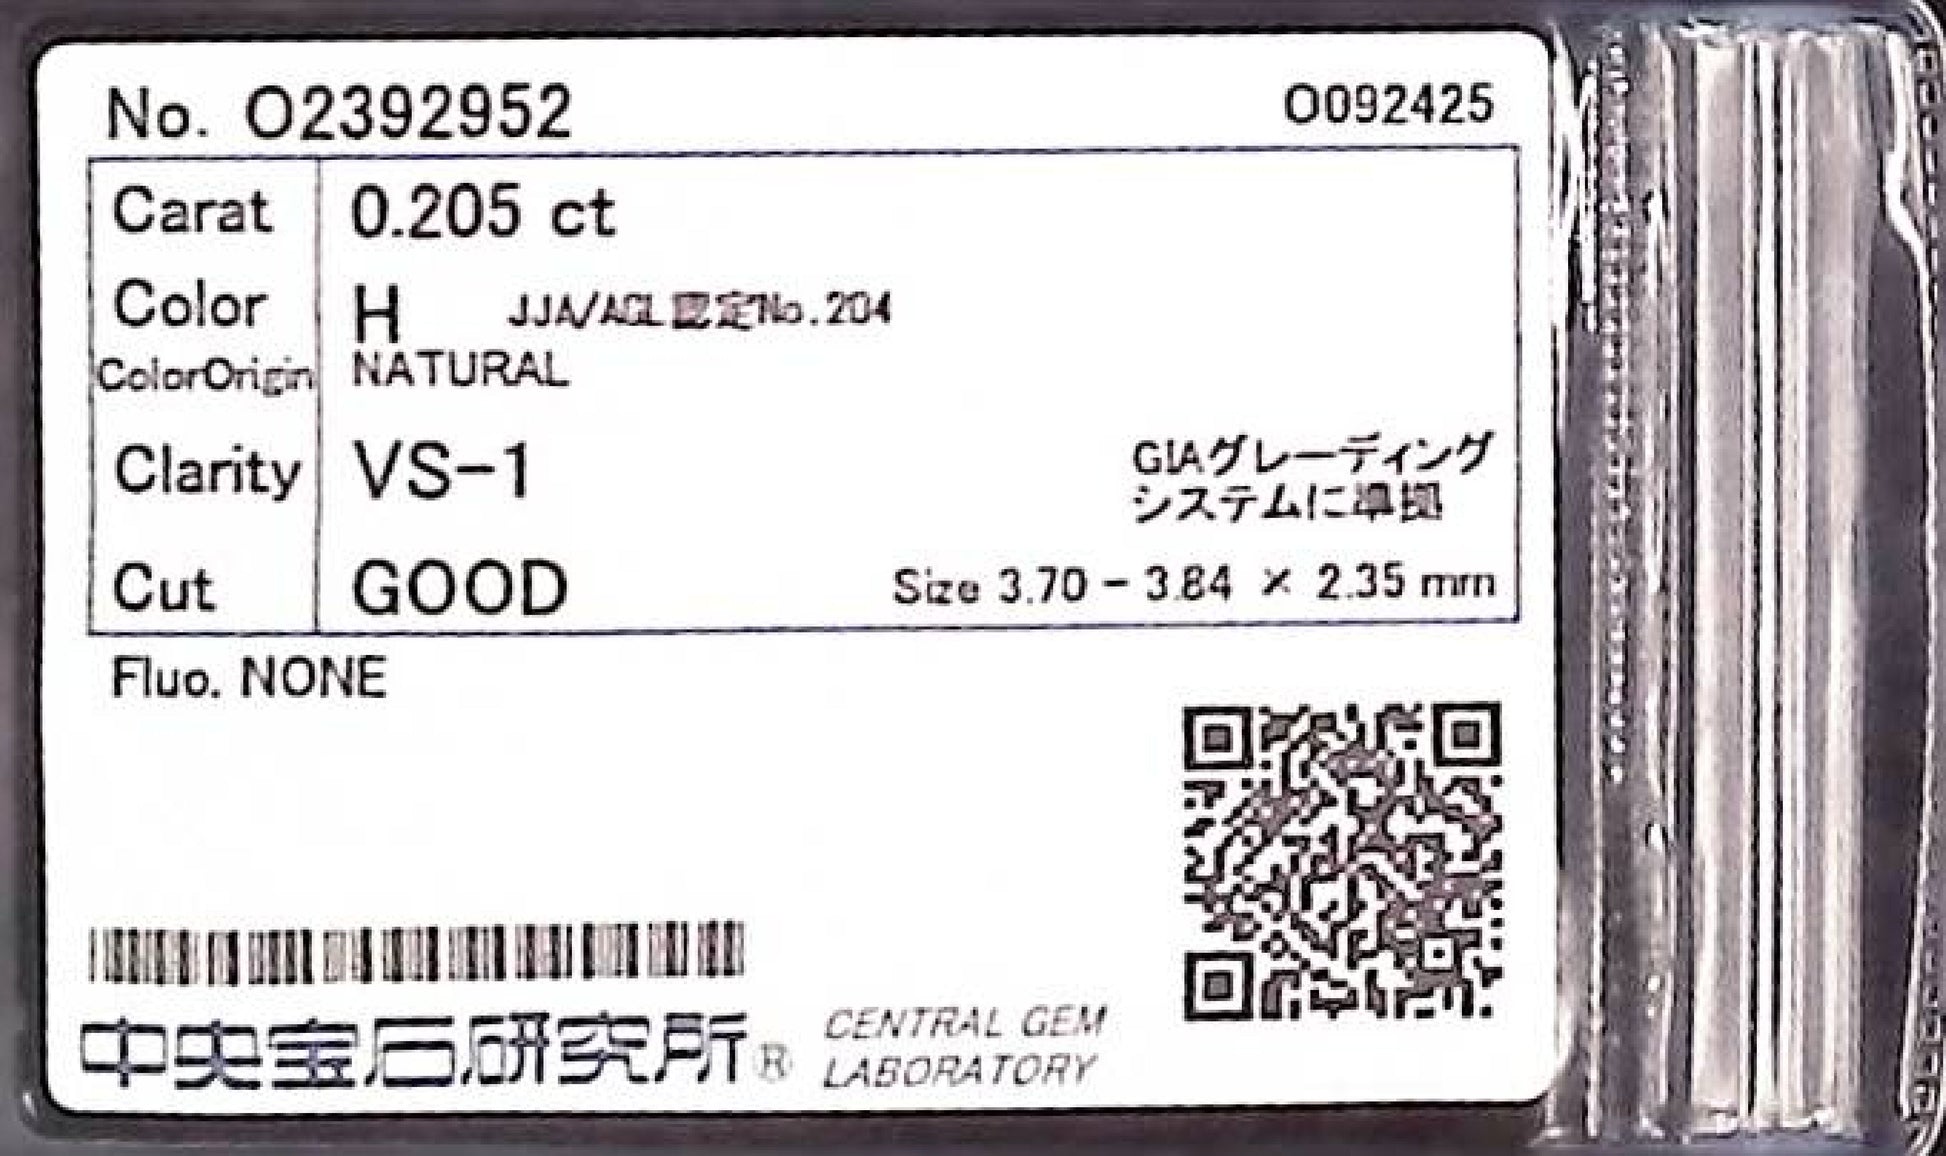 No. O2392952
O092425
Carat 0.205 ct
Color H JJA/AGL認定No.204
ColorOrigin NATURAL
Clarity VS-1
GIAグレーディング
システムに準拠
Cut GOOD Size 3.70 - 3.84 × 2.35 mm
Fluo. NONE
中央宝石研究所®
CENTRAL GEM
LABORATORY